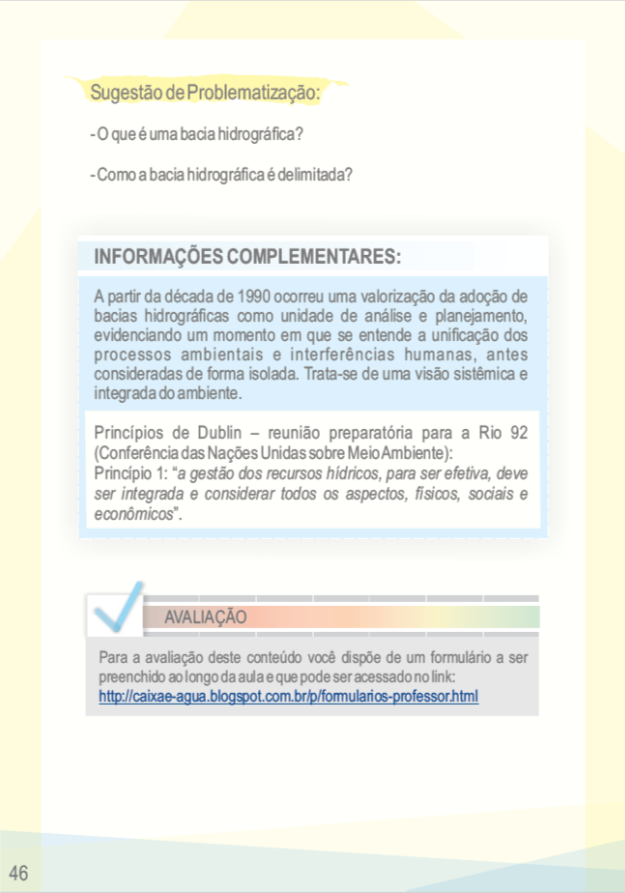 Sugestão de Problematização:
- O que é uma bacia hidrográfica?
- Como a bacia hidrográfica é delimitada?
INFORMAÇÕES COMPLEMENTARES:
A partir da década de 1990 ocorreu uma valorização da adoção de
bacias hidrográficas como unidade de análise e planejamento,
evidenciando um momento em que se entende a unificação dos
processos ambientais e interferências humanas, antes
consideradas de forma isolada. Trata-se de uma visão sistêmica e
integrada do ambiente.
Princípios de Dublin – reunião preparatória para a Rio 92
(Conferência das Nações Unidas sobre Meio Ambiente):
Princípio 1: “a gestão dos recursos hídricos, para ser efetiva, deve
ser integrada e considerar todos os aspectos, físicos, sociais e
econômicos”.
AVALIAÇÃO
Para a avaliação deste conteúdo você dispõe de um formulário a ser
preenchido ao longo da aula e que pode ser acessado no link:
http://caixae-agua.blogspot.com.br/p/formularios-professor.html
46